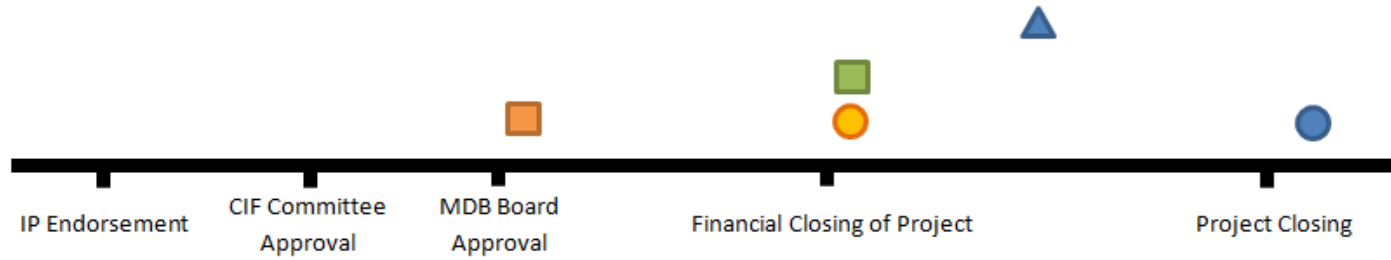 IP Endorsement
CIF Committee
Approval
MDB Board
Approval
Financial Closing of Project
Project Closing